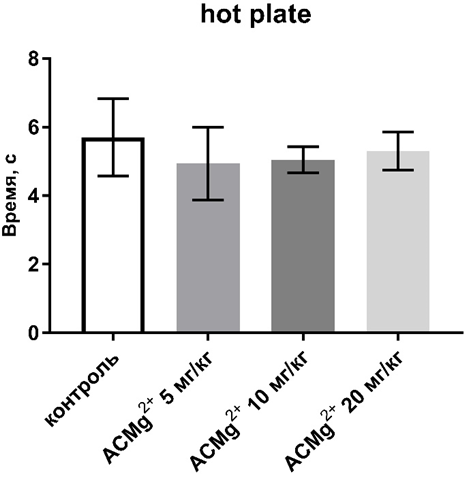 hot plate
Время, с
8
6
4
2
0
контроль
ACMg2+ 5 мг/кг
ACMg2+ 10 мг/кг
ACMg2+ 20 мг/кг